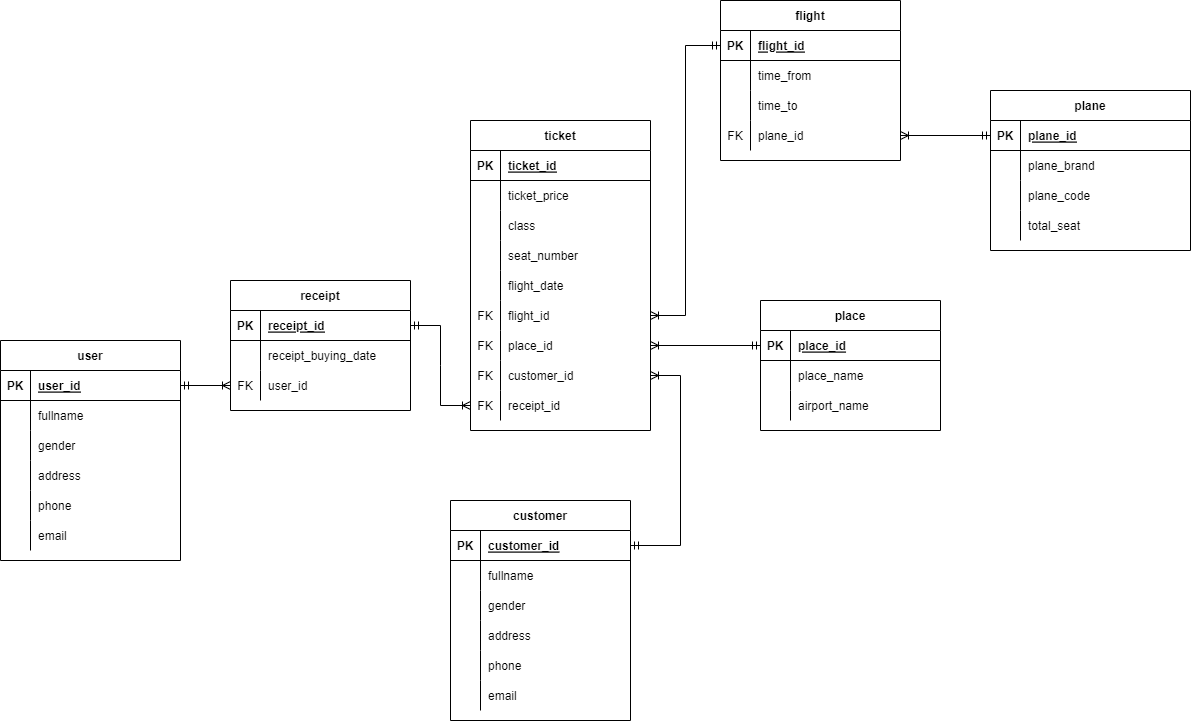 flight
PK flight_id
time_from
time_to
FK plane_id
plane
PK plane_id
plane_brand
plane_code
total_seat
ticket
PK ticket_id
ticket_price
class
seat_number
flight_date
FK flight_id
FK place_id
FK customer_id
FK receipt_id
receipt
PK receipt_id
receipt_buying_date
FK user_id
place
PK place_id
place_name
airport_name
user
PK user_id
fullname
gender
address
phone
email
customer
PK customer_id
fullname
gender
address
phone
email